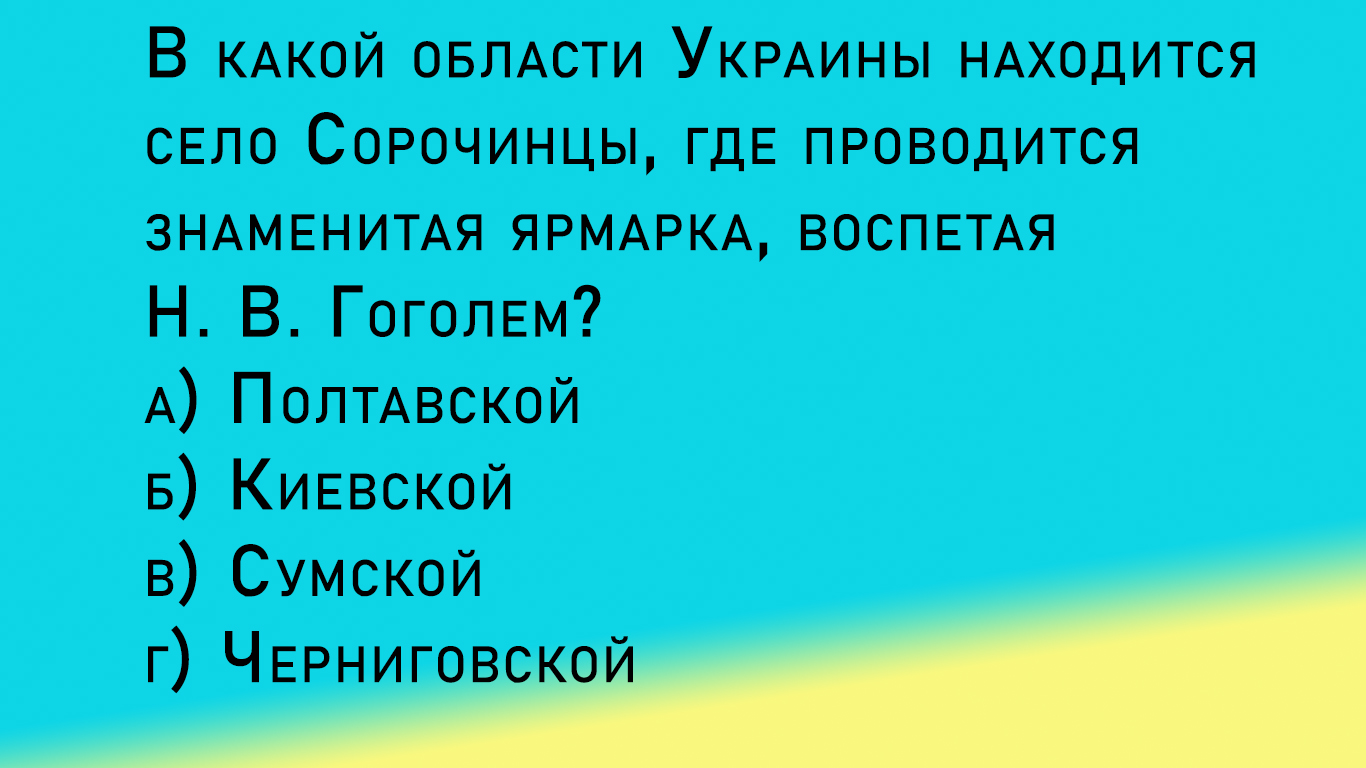 В какой области Украины находится
село Сорочинцы, где проводится
знаменитая ярмарка, воспетая
Н. В. Гоголем?
а) Полтавской
б) Киевской
в) Сумской
г) Черниговской